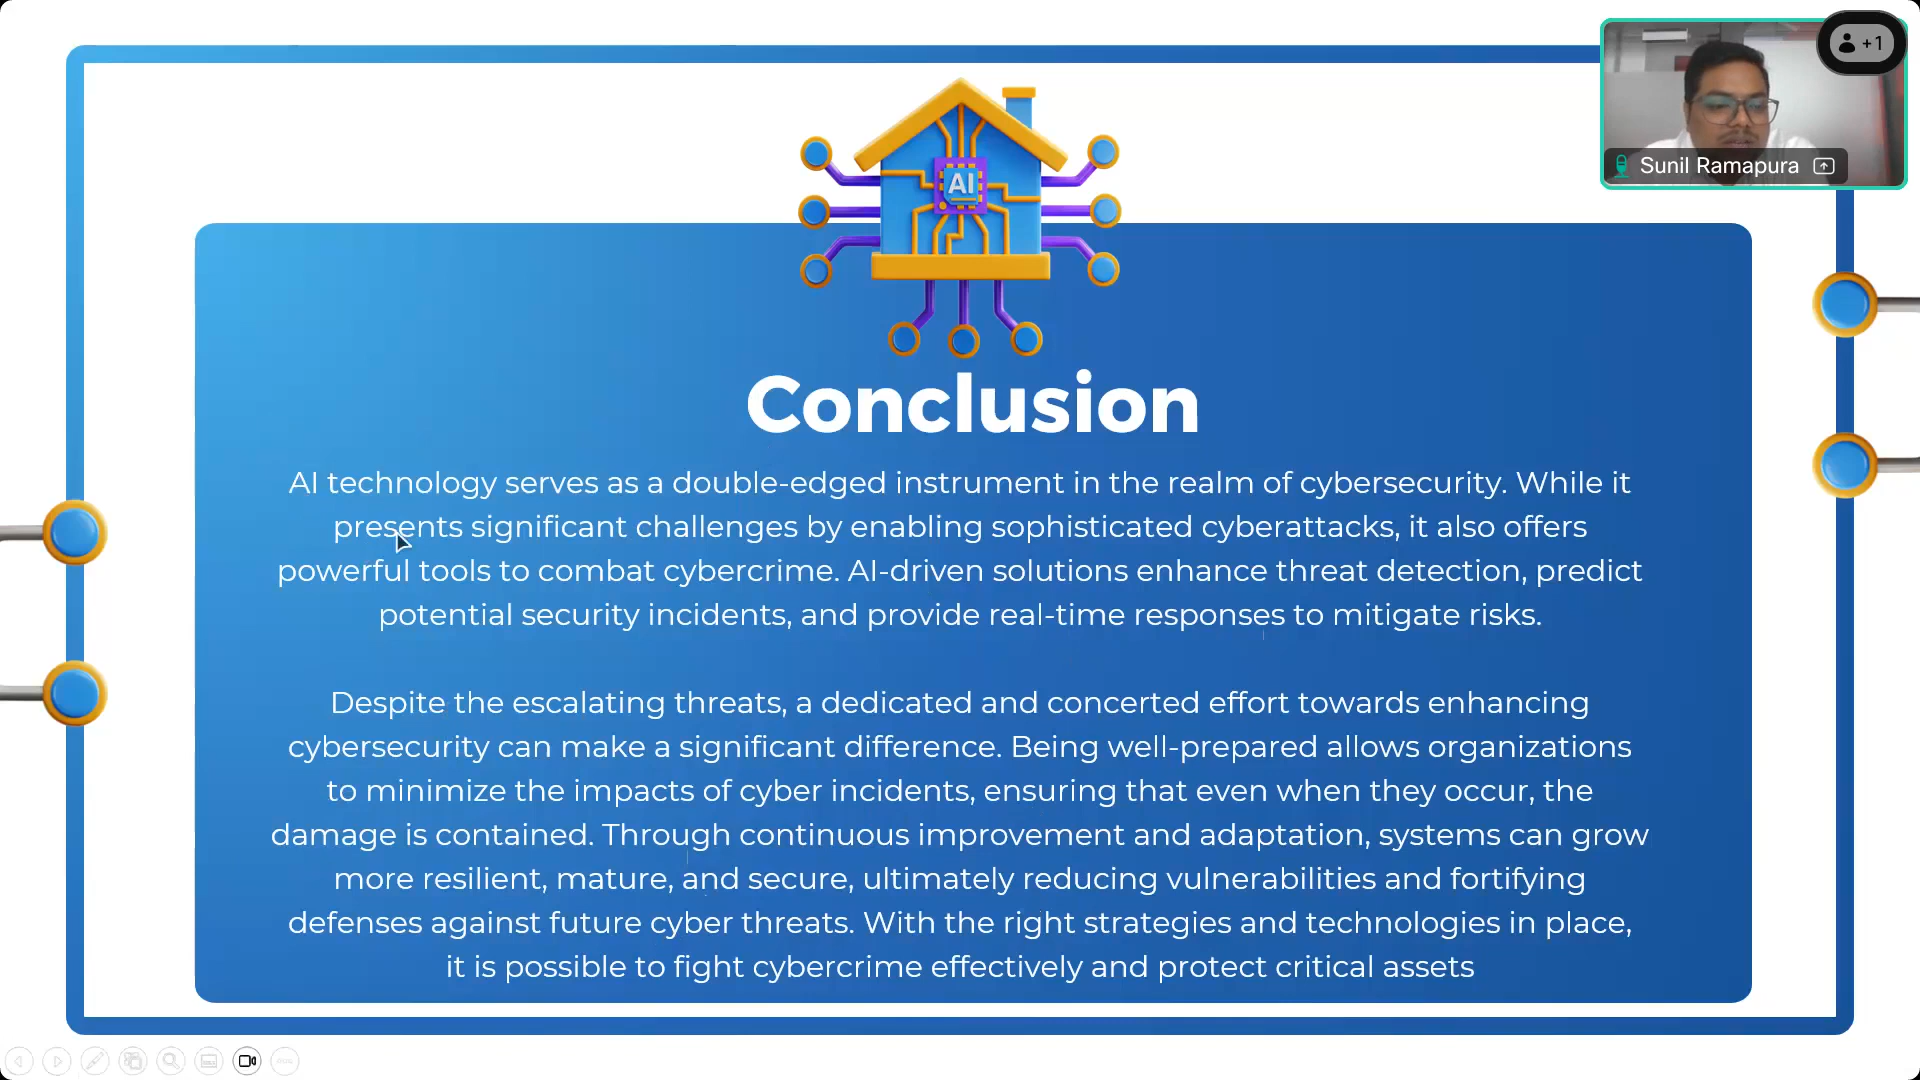 +1
Sunil Ramapura
AI
Conclusion
AI technology serves as a double-edged instrument in the realm of cybersecurity. While it
presents significant challenges by enabling sophisticated cyberattacks, it also offers
powerful tools to combat cybercrime. AI-driven solutions enhance threat detection, predict
potential security incidents, and provide real-time responses to mitigate risks.
Despite the escalating threats, a dedicated and concerted effort towards enhancing
cybersecurity can make a significant difference. Being well-prepared allows organizations
to minimize the impacts of cyber incidents, ensuring that even when they occur, the
damage is contained. Through continuous improvement and adaptation, systems can grow
more resilient, mature, and secure, ultimately reducing vulnerabilities and fortifying
defenses against future cyber threats. With the right strategies and technologies in place,
it is possible to fight cybercrime effectively and protect critical assets